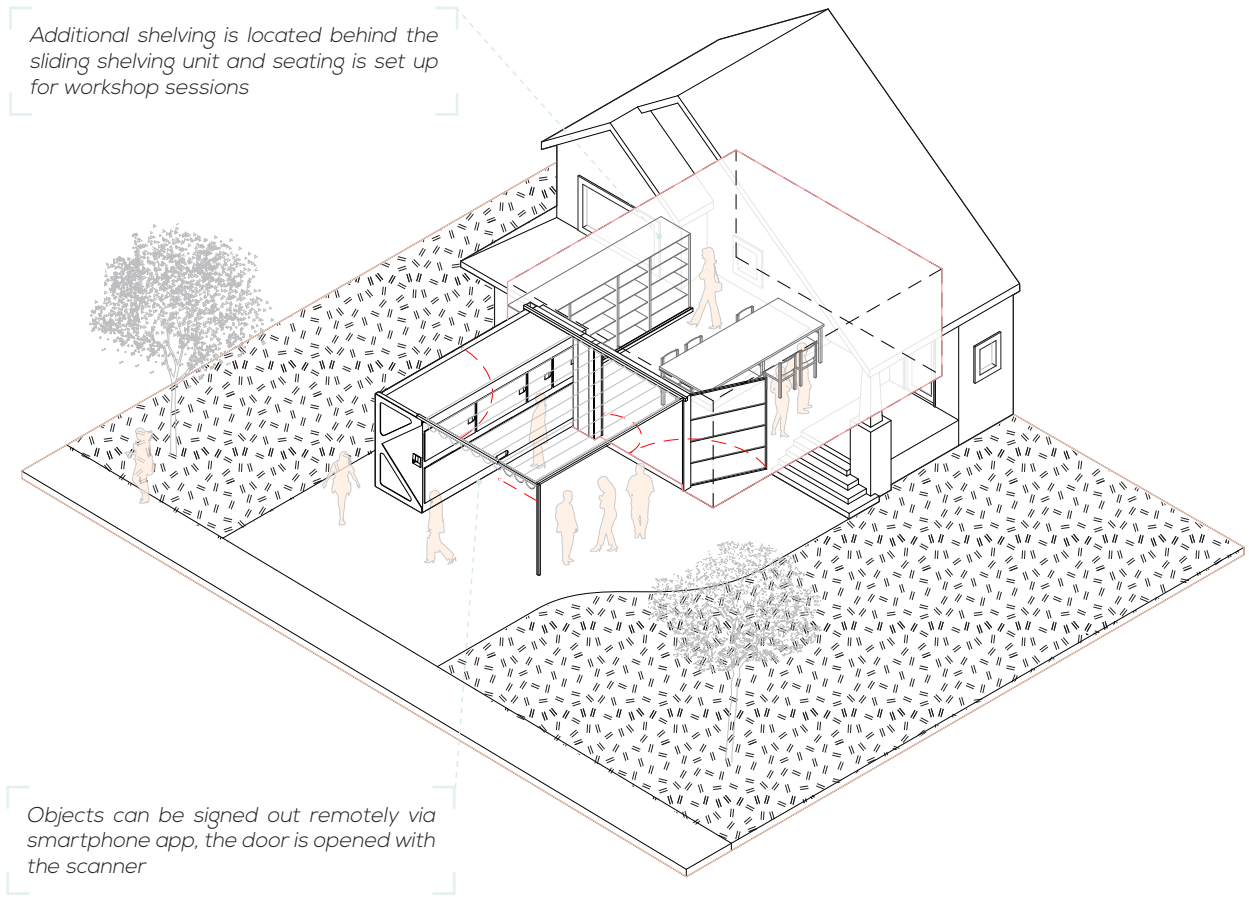 Additional shelving is located behind the
sliding shelving unit and seating is set up
for workshop sessions
Objects can be signed out remotely via
smartphone app, the door is opened with
the scanner